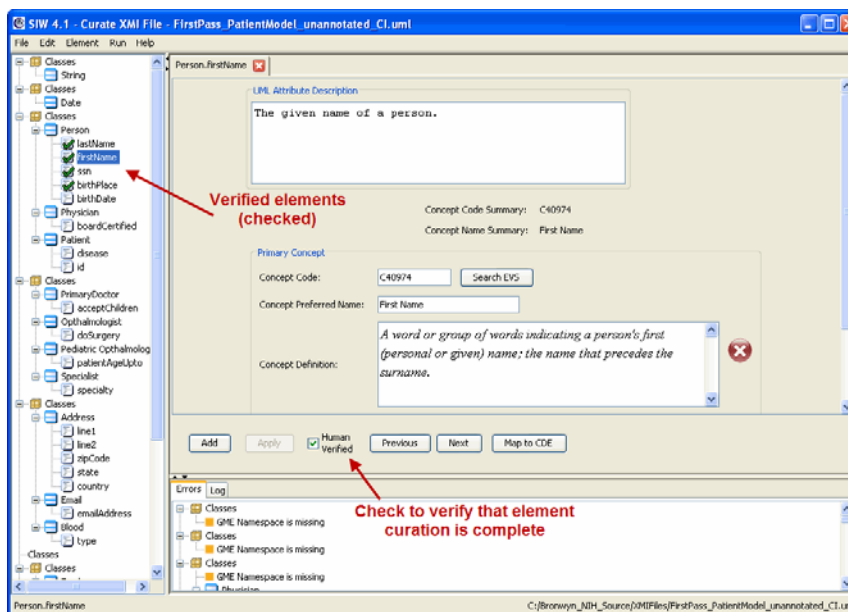 SIW 4.1 - Curate XMI File - FirstPass_PatientModel_unannotated_CI.uml
File Edit Element Run Help
Classes
String
Classes
Date
Classes
Person
lastName
firstName
ssn
birthPlace
birthDate
Physician
boardCertified
Patient
disease
id
Classes
PrimaryDoctor
acceptChildren
Opthalmologist
doSurgery
Pediatric Opthalmolog
patientAgeUpto
Specialist
specialty
Classes
Address
line1
line2
zipCode
state
country
Email
emailAddress
Blood
type
Classes
Classes
Person.firstName
UML Attribute Description
The given name of a person.
Verified elements
(checked)
Concept Code Summary: C40974
Concept Name Summary: First Name
Primary Concept
Concept Code: C40974 Search EVS
Concept Preferred Name: First Name
Concept Definition:
A word or group of words indicating a person's first
(personal or given) name; the name that precedes the
surname.
Add Apply Human Verified Previous Next Map to CDE
Errors Log
Classes
GME Namespace is missing
Classes
GME Namespace is missing
Classes
GME Namespace is missing
Physician
Check to verify that element
curation is complete
Person.firstName
C:/Bronwyn_NIH_Source/XMIFiles/FirstPass_PatientModel_unannotated_CI.um